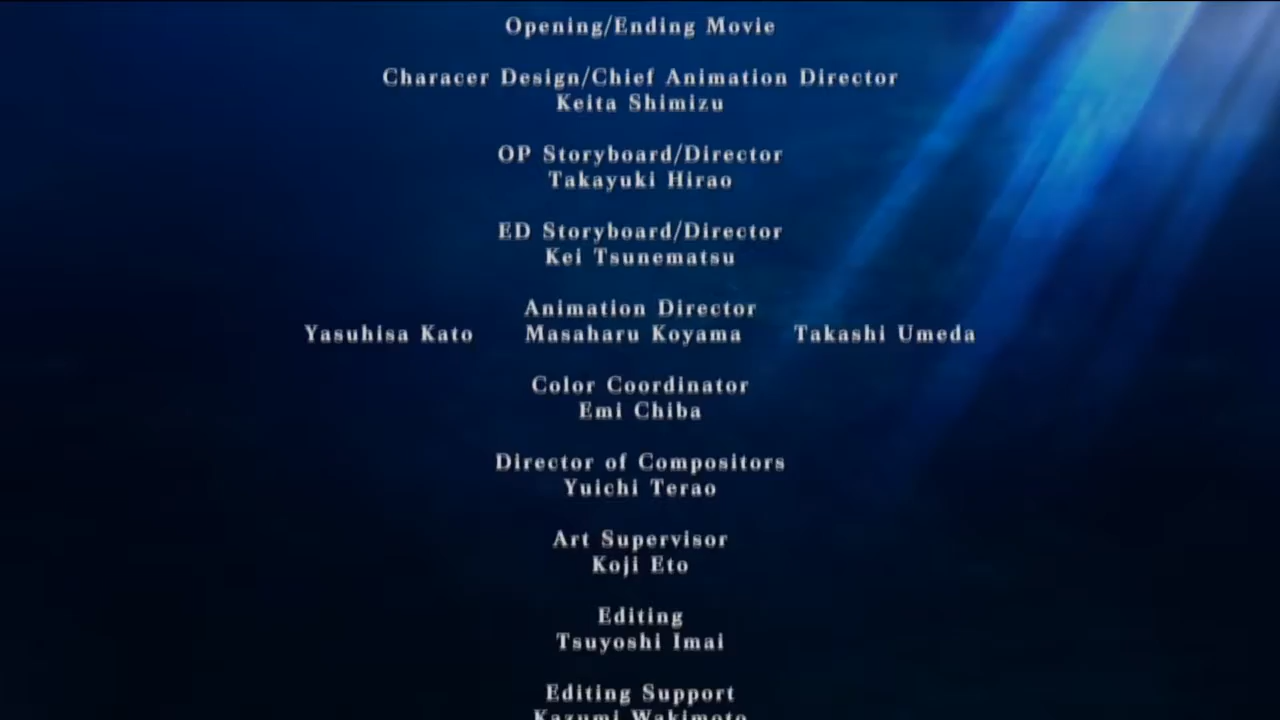 Opening/Ending Movie
Characer Design/Chief Animation Director
Keita Shimizu
OP Storyboard/Director
Takayuki Hirao
ED Storyboard/Director
Kei Tsunematsu
Animation Director
Yasuhisa Kato Masaharu Koyama Takashi Umeda
Color Coordinator
Emi Chiba
Director of Compositors
Yuichi Terao
Art Supervisor
Koji Eto
Editing
Tsuyoshi Imai
Editing Support
Kazumi Wakimoto